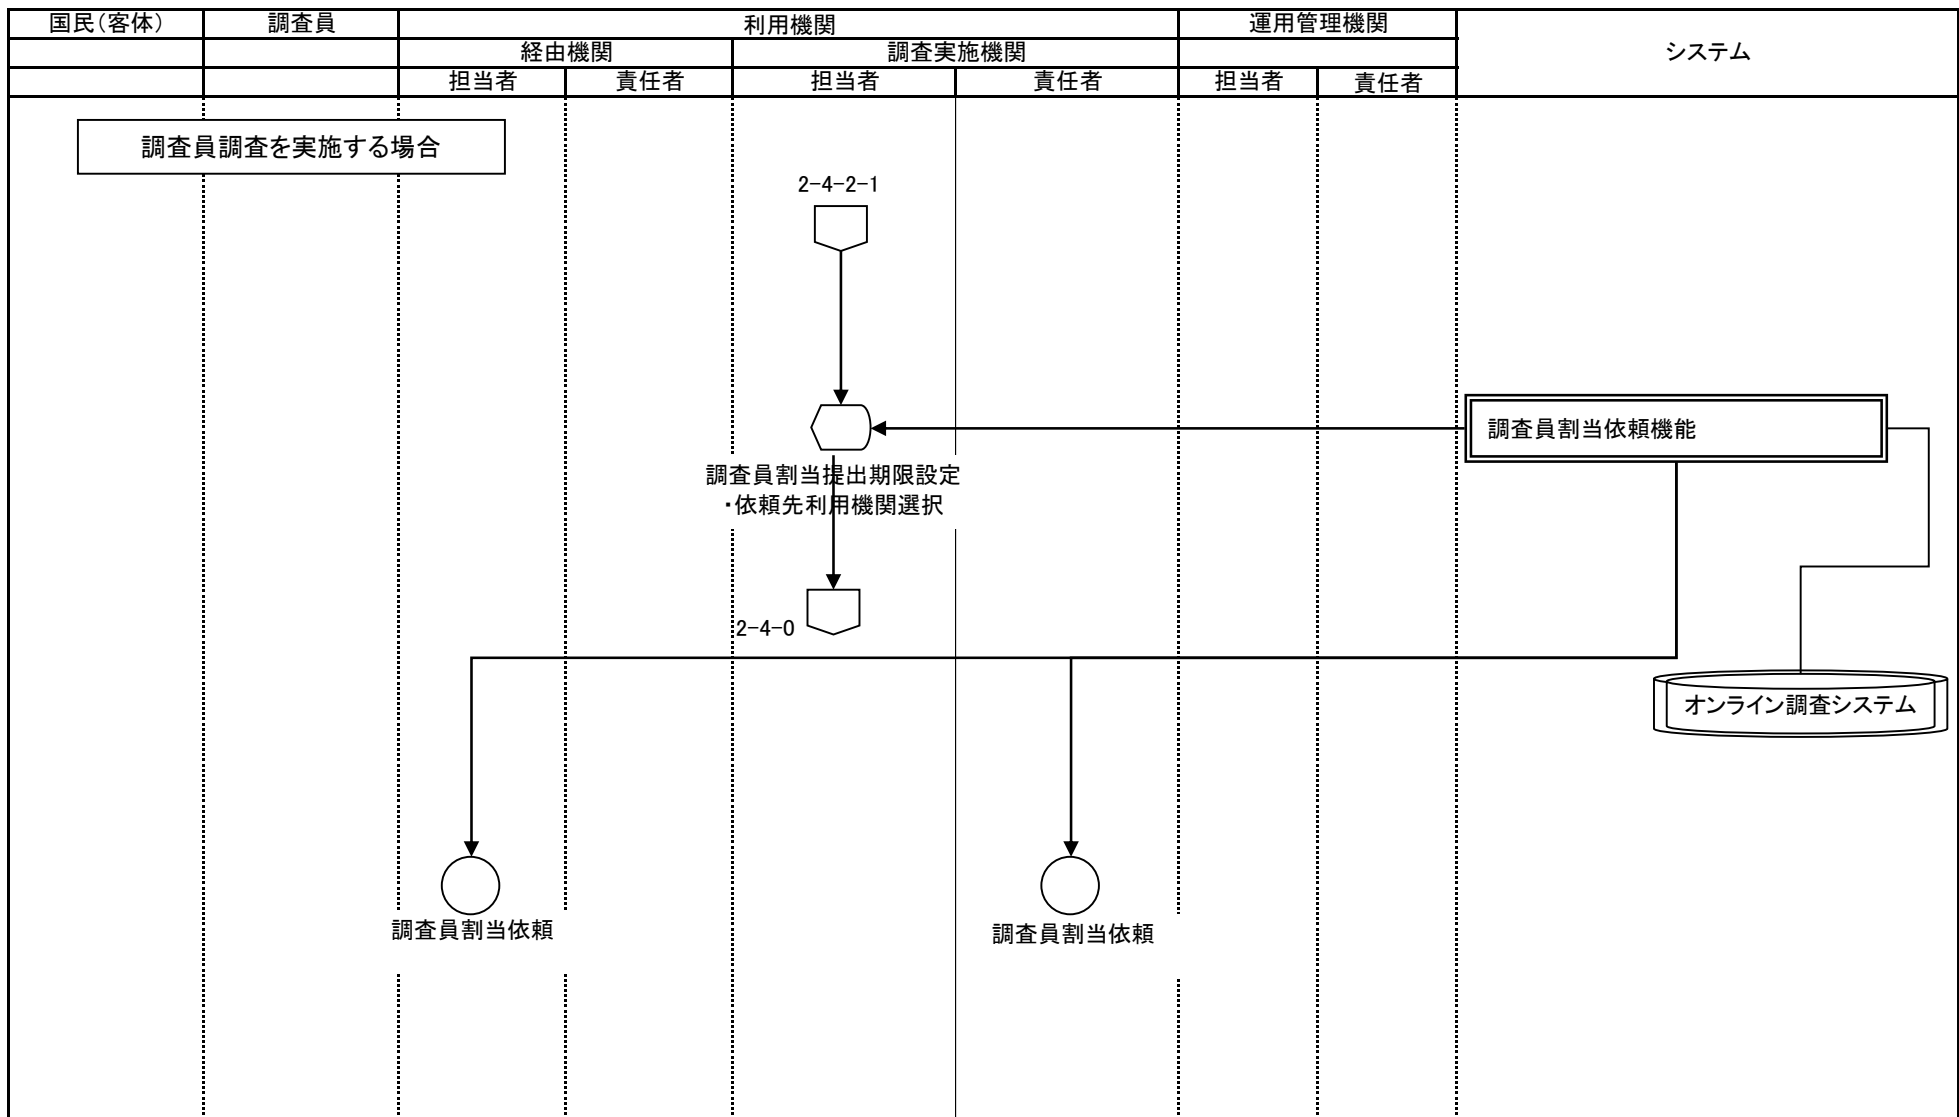 国民（客体）
調査員
利用機関
運用管理機関
システム
経由機関
調査実施機関
担当者
責任者
担当者
責任者
担当者
責任者
調査員調査を実施する場合
2-4-2-1
調査員割当依頼機能
調査員割当提出期限設定
・依頼先利用機関選択
2-4-0
オンライン調査システム
調査員割当依頼
調査員割当依頼